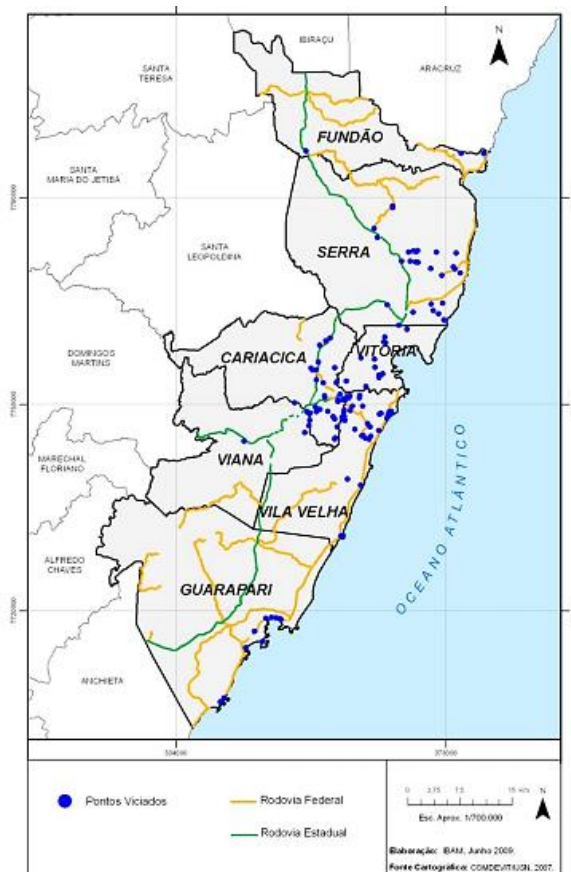 IBIRAÇU
N
SANTA
TERESA
ARACRUZ
FUNDÃO
SANTA
MARIA DO JETIBÁ
SERRA
SANTA
LEOPOLDINA
CARIACICA
VITÓRIA
DOMINGOS
MARTINS
MARECHAL
FLORIANO
VIANA
VILA VELHA
OCEANO ATLÂNTICO
ALFREDO
CHAVES
GUARAPARI
ANCHIETA
Pontos Viciados
Rodovia Federal
Rodovia Estadual
N
Esc. Aprox. 1/700.000
Elaboração: IBAM, Junho 2009.
Fonte Cartográfica: COMDEVIT/IJSN, 2007.